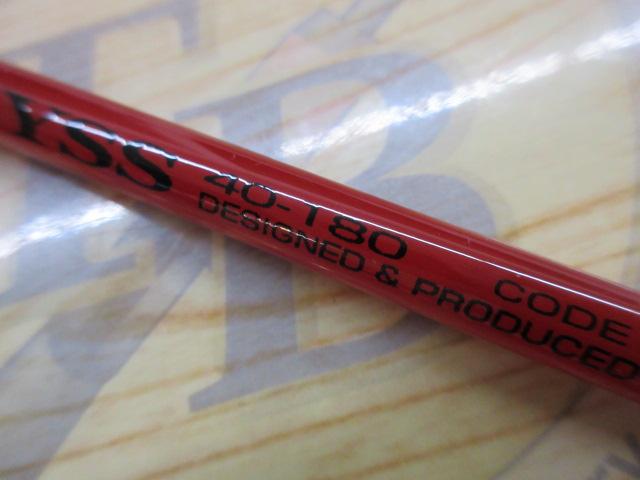 YSS 40-180 CODE
DESIGNED & PRODUCED